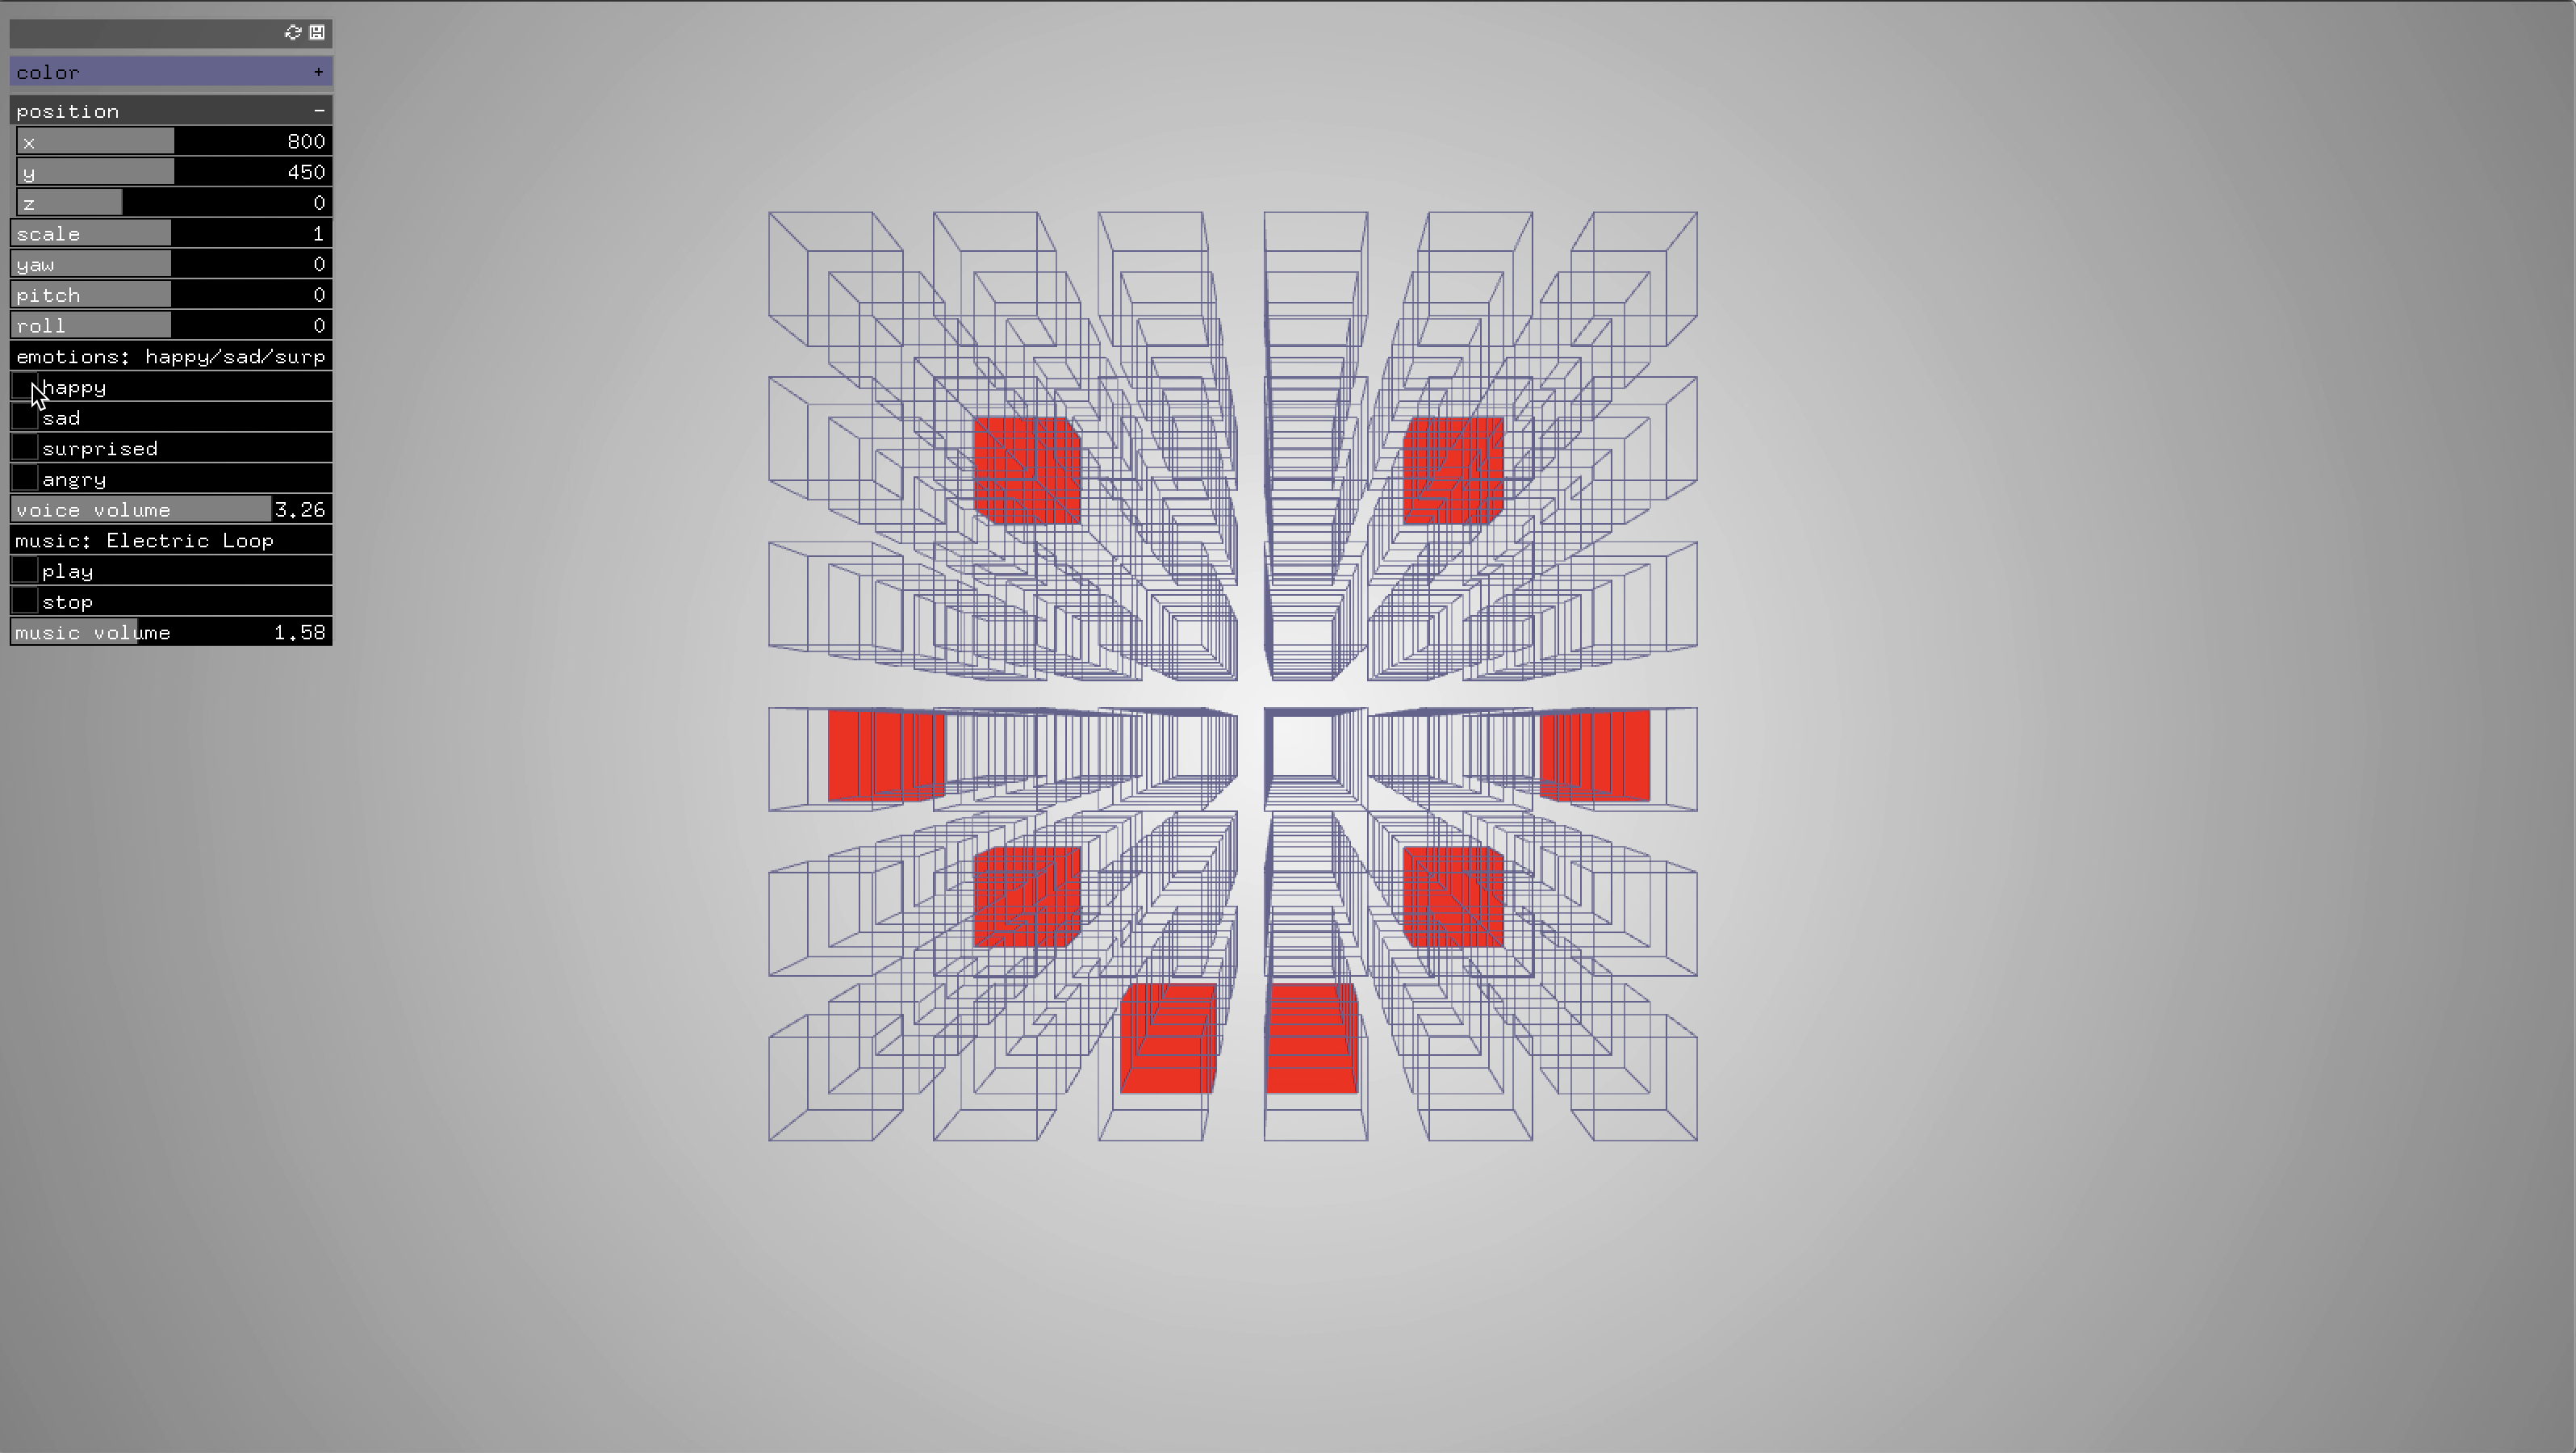 color +
position -
x 800
y 450
z 0
scale 1
yaw 0
pitch 0
roll 0
emotions: happy/sad/surp
happy
sad
surprised
angry
voice volume 3.26
music: Electric Loop
play
stop
music volume 1.58